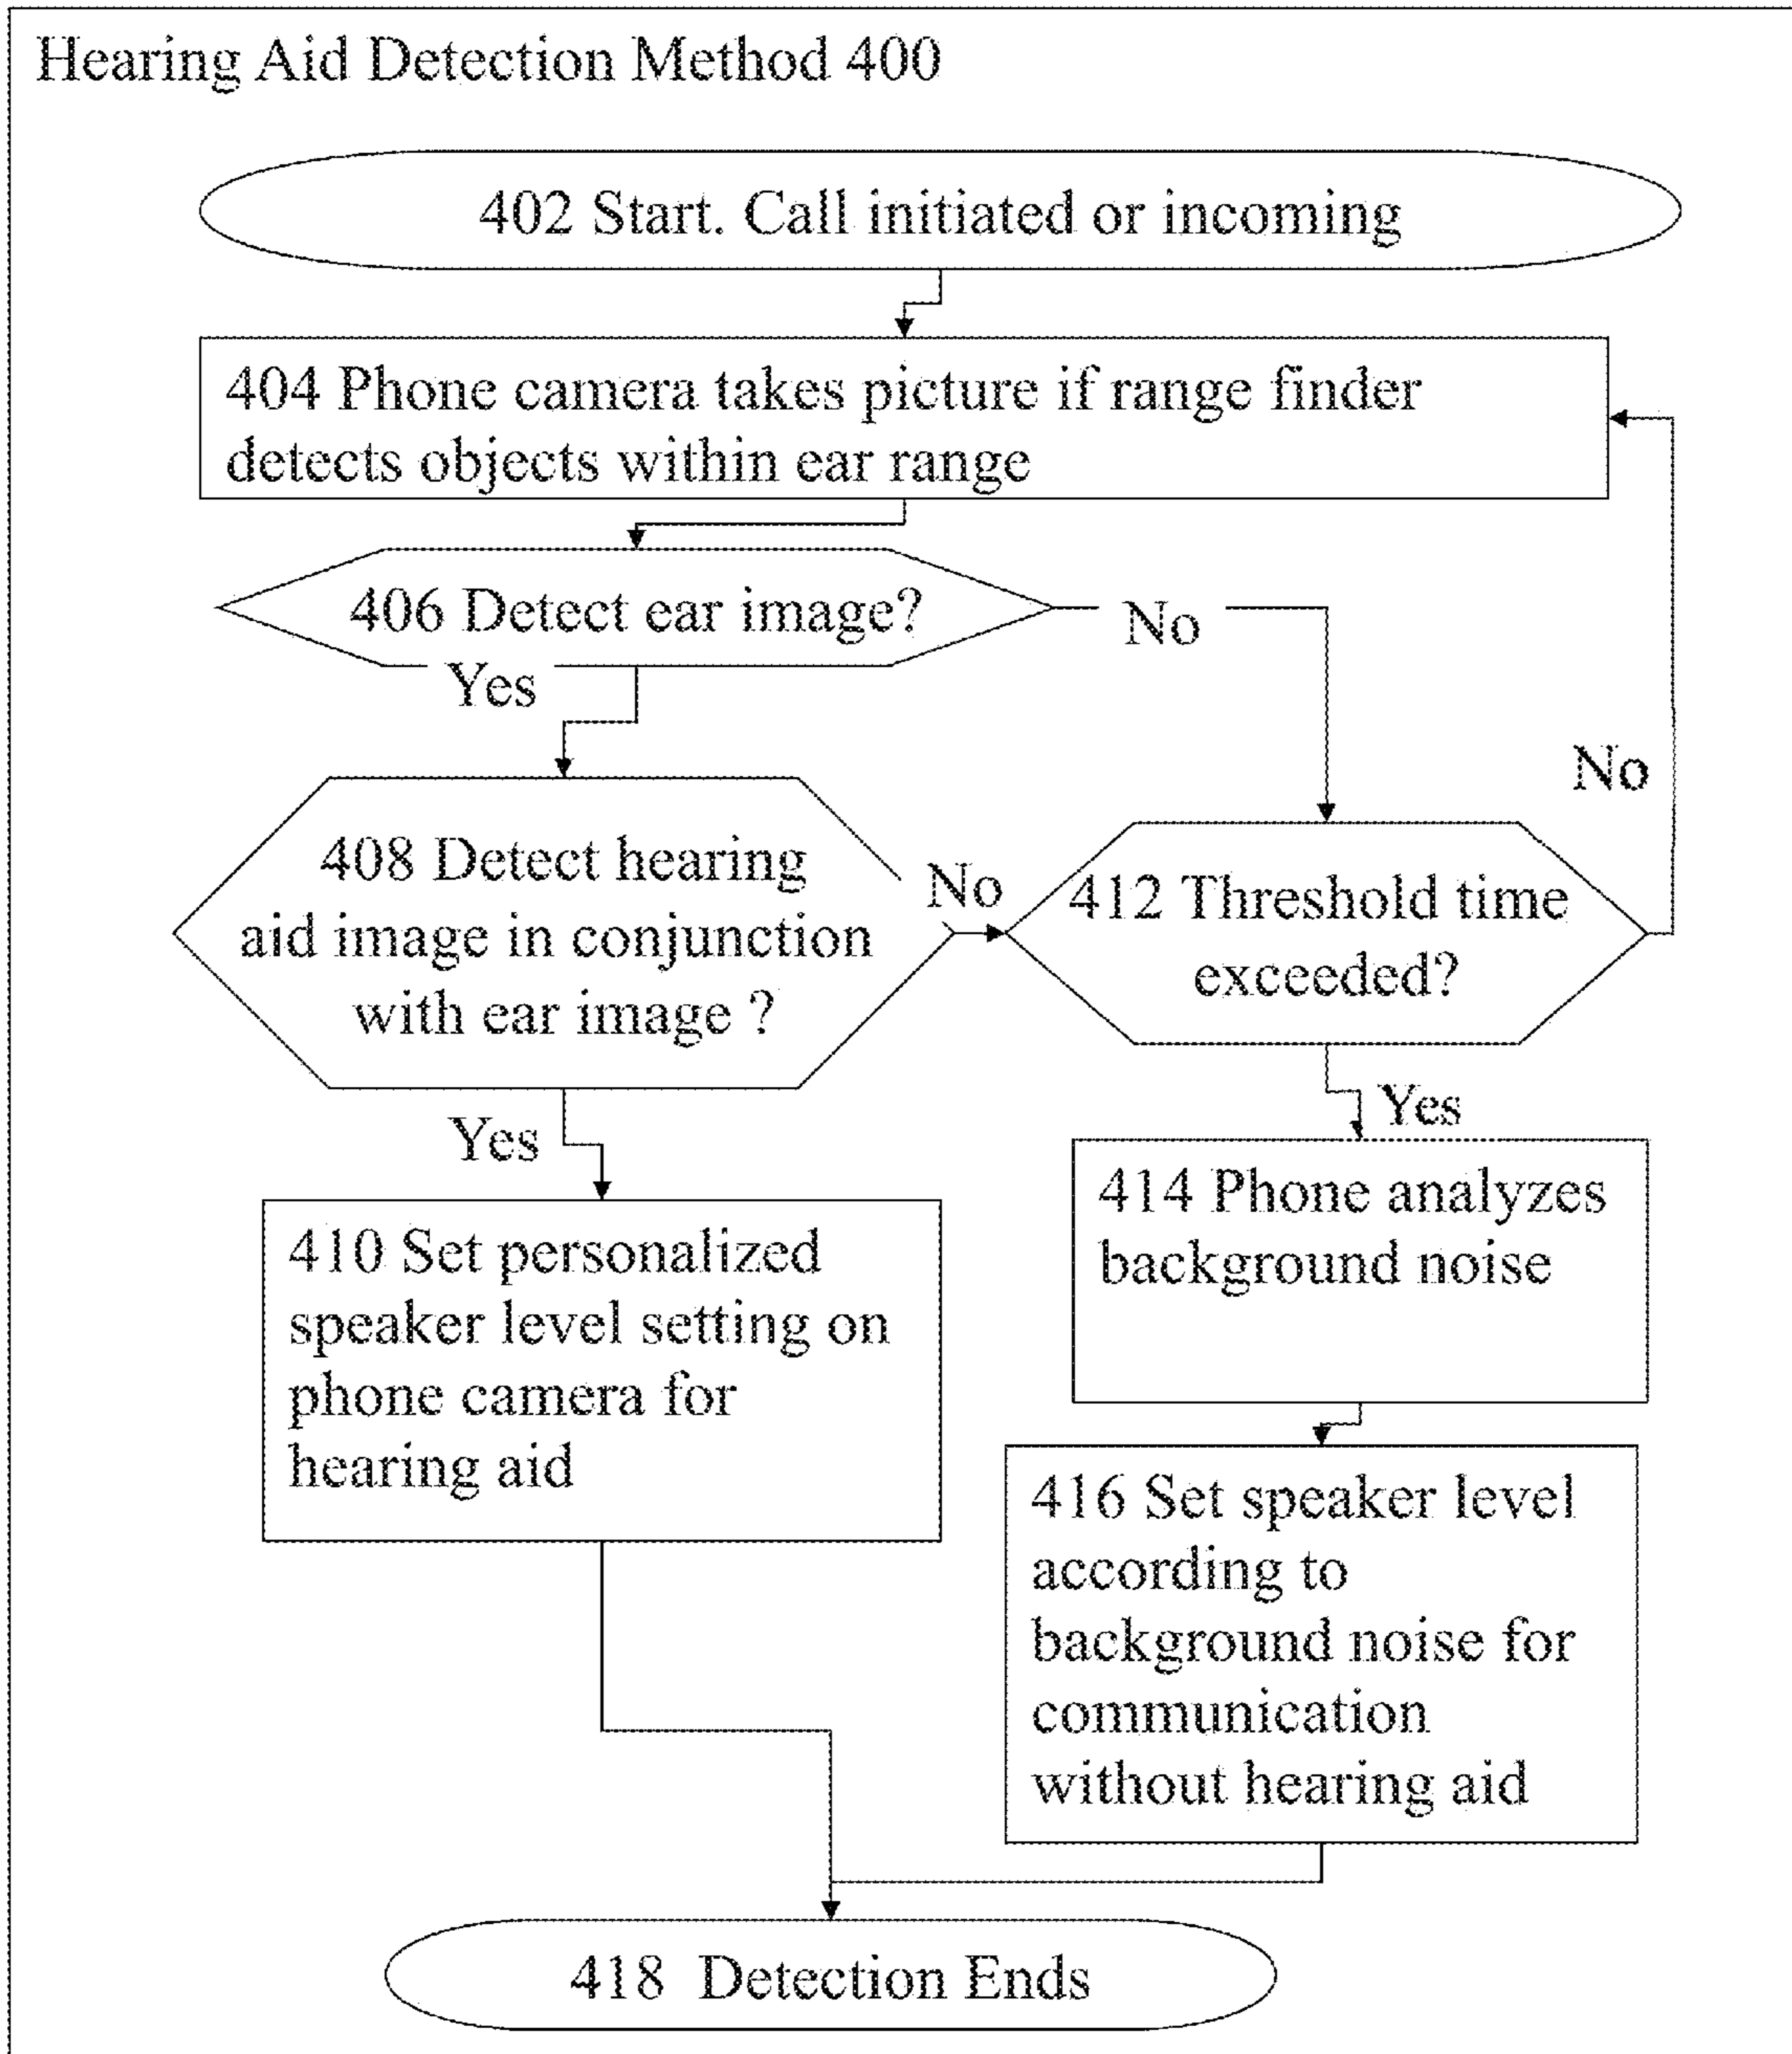 Hearing Aid Detection Method 400
402 Start. Call initiated or incoming
404 Phone camera takes picture if range finder
detects objects within ear range
406 Detect ear image?
No
Yes
No
408 Detect hearing
aid image in conjunction
with ear image ?
No
412 Threshold time
exceeded?
Yes
Yes
410 Set personalized
speaker level setting on
phone camera for
hearing aid
414 Phone analyzes
background noise
416 Set speaker level
according to
background noise for
communication
without hearing aid
418 Detection Ends